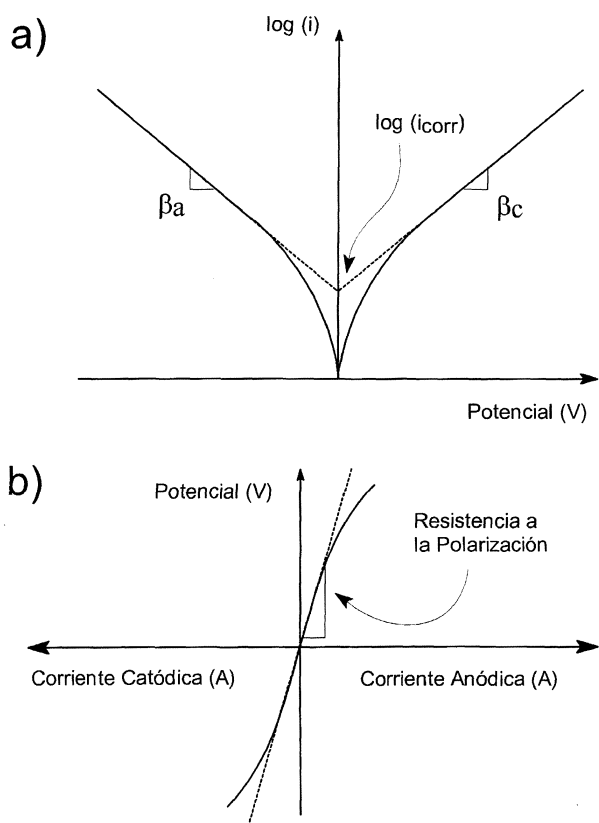 a)
log (i)
log (icorr)
βa
βc
Potencial (V)
b)
Potencial (V)
Resistencia a
la Polarización
Corriente Catódica (A)
Corriente Anódica (A)